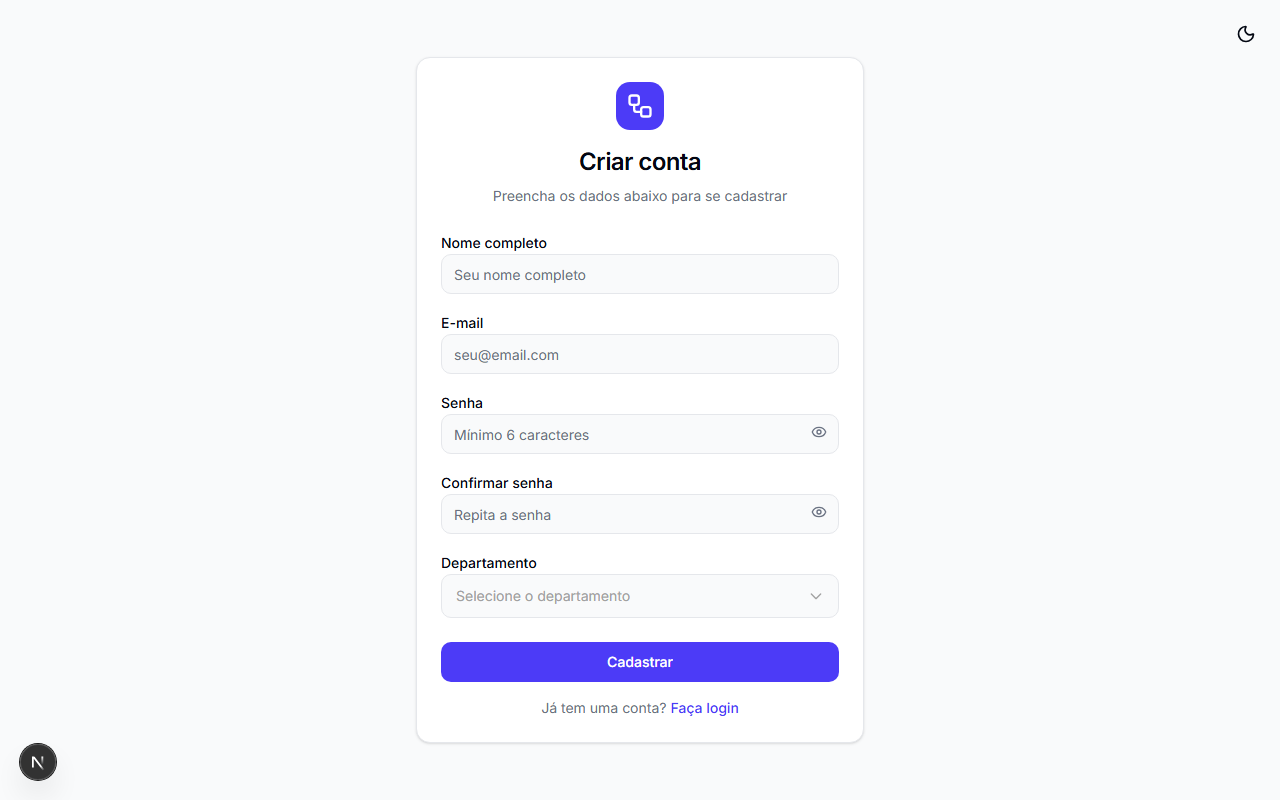 Criar conta
Preencha os dados abaixo para se cadastrar
Nome completo
Seu nome completo
E-mail
seu@email.com
Senha
Mínimo 6 caracteres
Confirmar senha
Repita a senha
Departamento
Selecione o departamento
Cadastrar
Já tem uma conta? Faça login
N